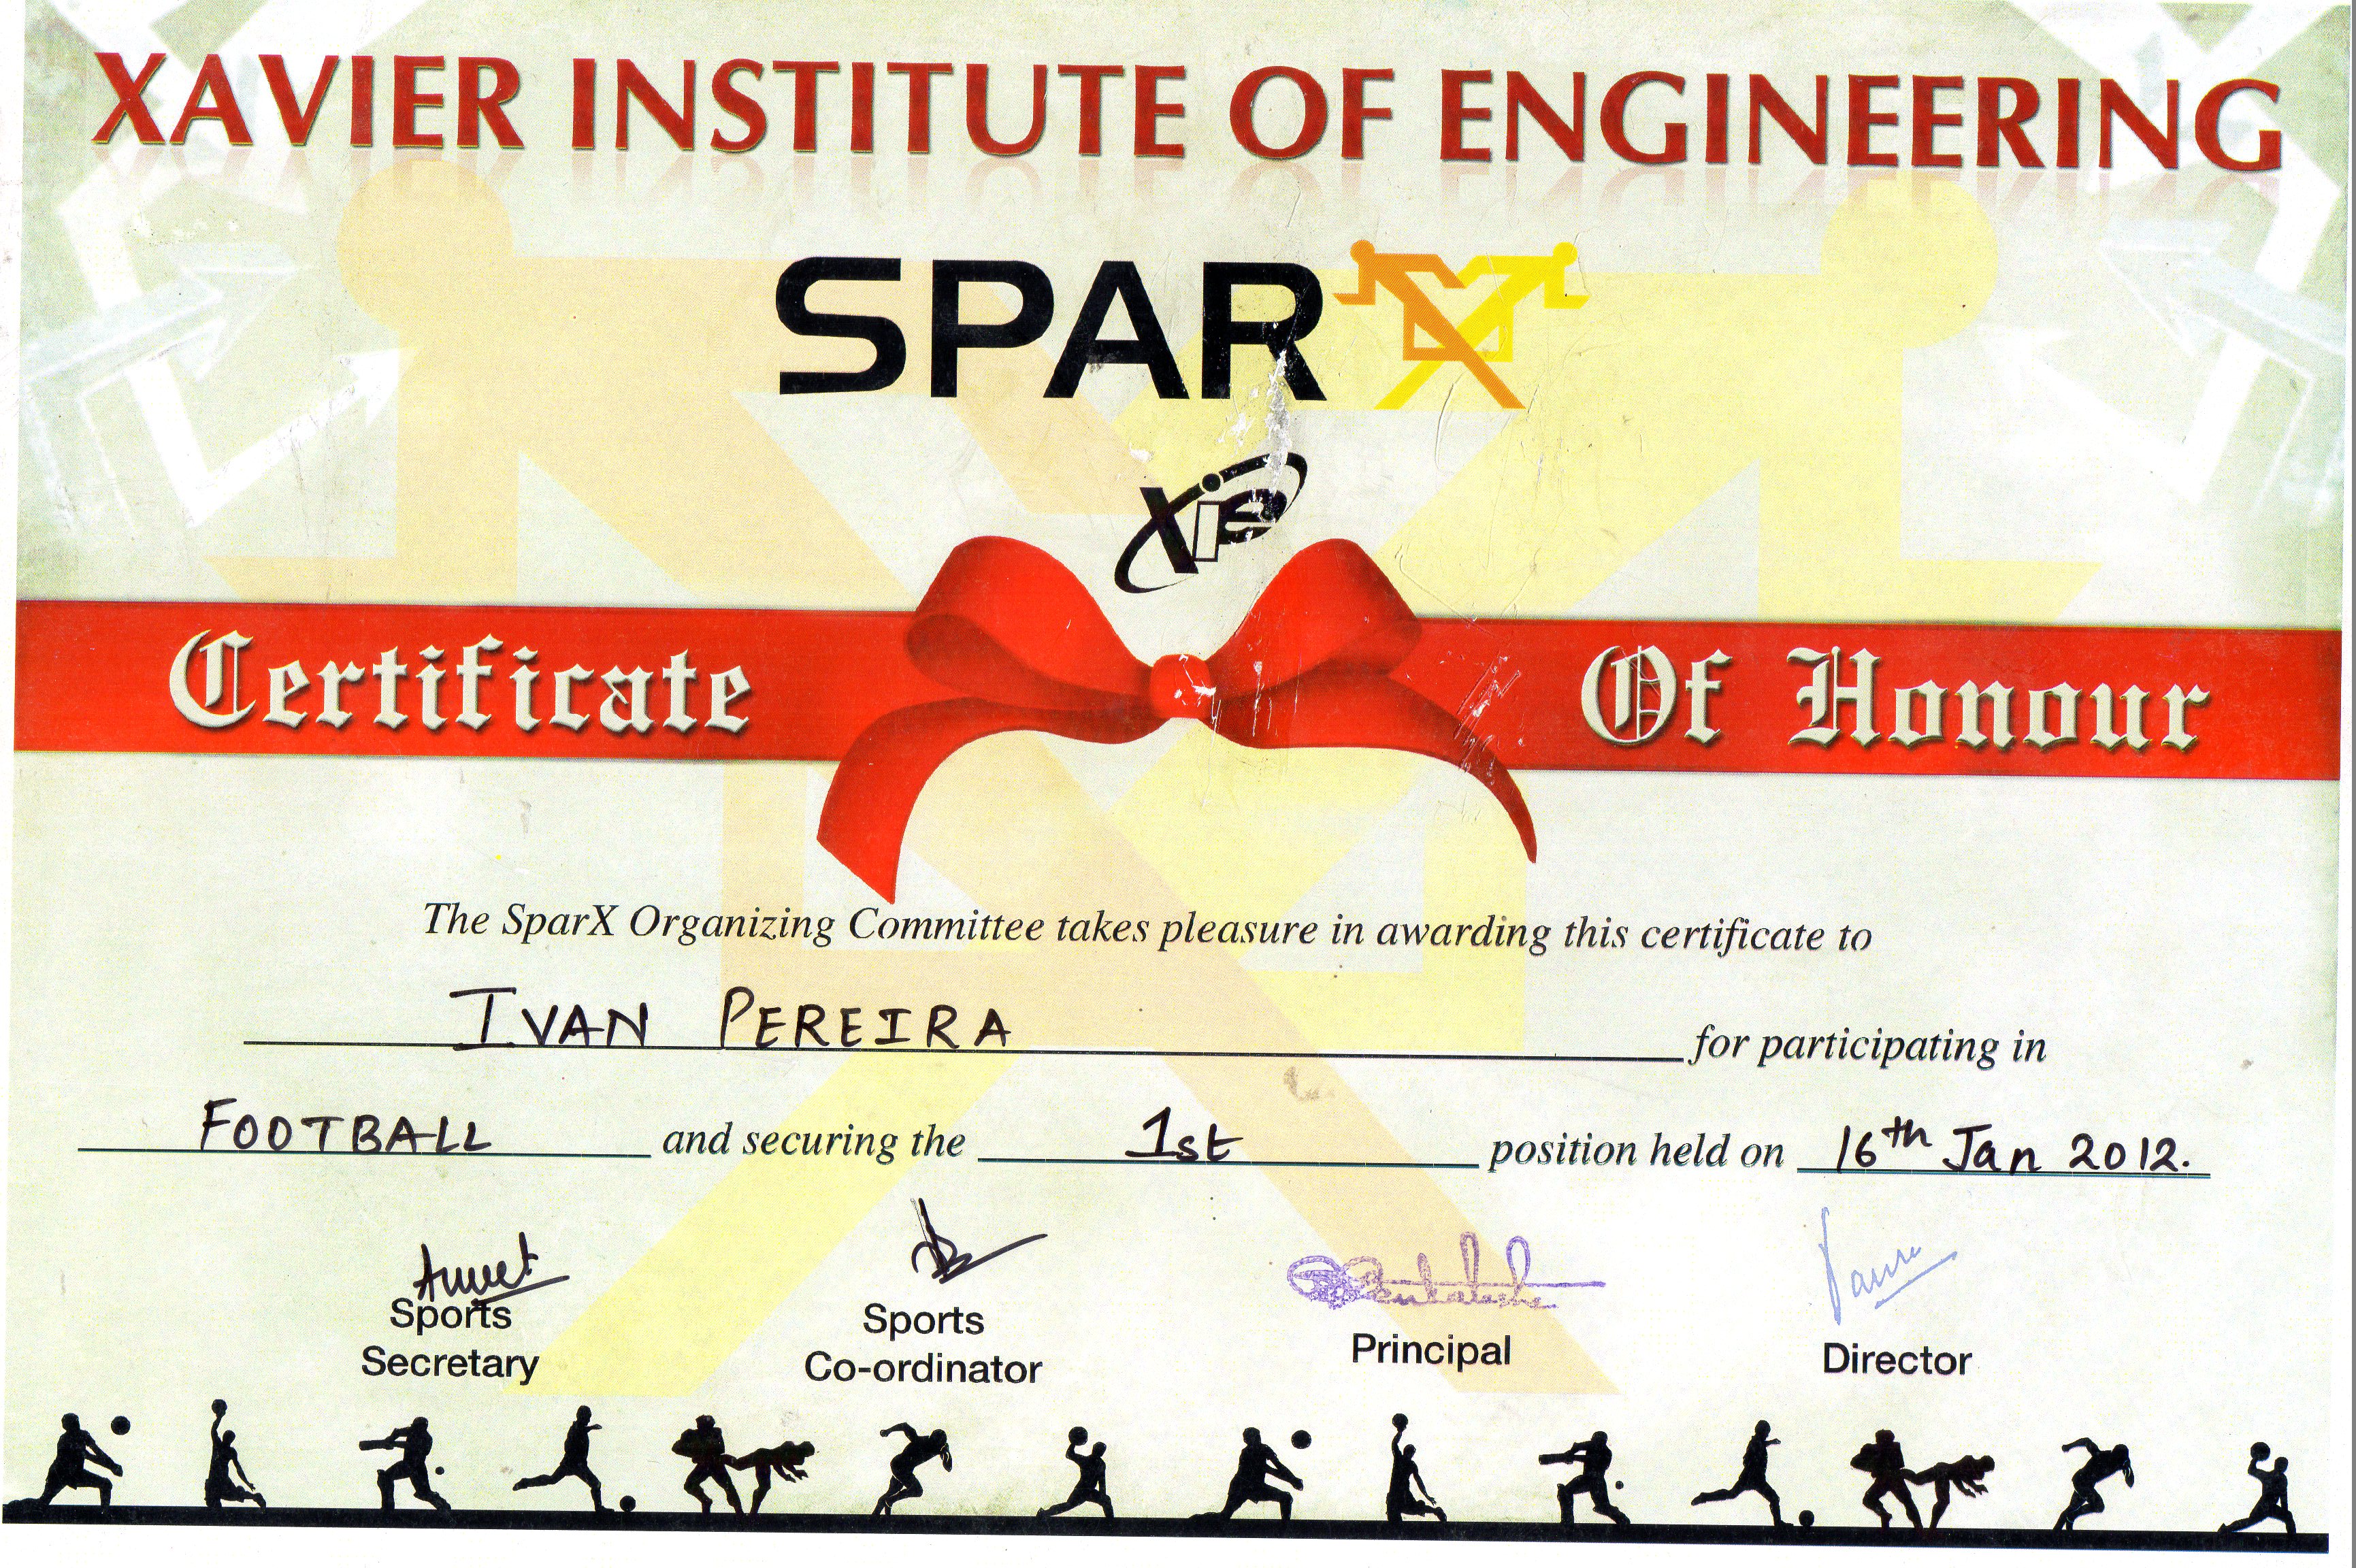 XAVIER INSTITUTE OF ENGINEERING
SPARX
XiE
Certificate Of Honour
The SparX Organizing Committee takes pleasure in awarding this certificate to
IVAN PEREIRA for participating in
FOOTBALL and securing the 1st position held on 16th Jan 2012.
Sports Secretary
Sports Co-ordinator
Principal
Director